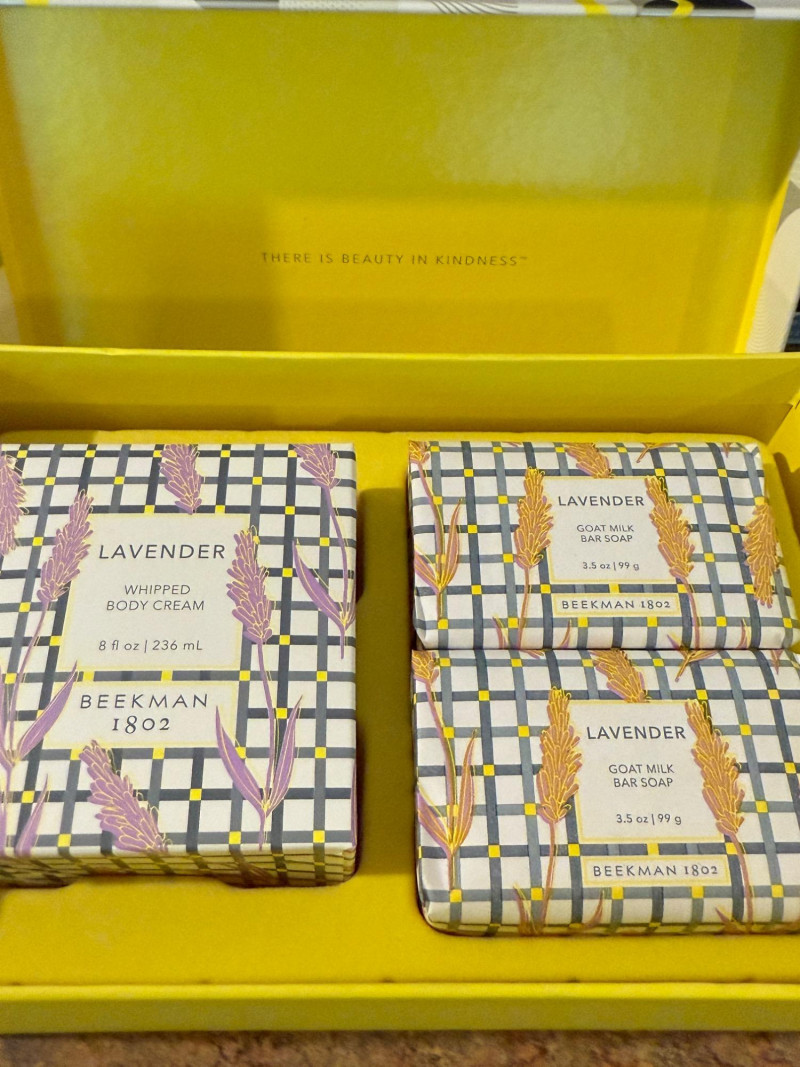 THERE IS BEAUTY IN KINDNESS™
LAVENDER
WHIPPED
BODY CREAM
8 fl oz | 236 mL
BEEKMAN
1802
LAVENDER
GOAT MILK
BAR SOAP
3.5 oz | 99 g
BEEKMAN 1802
LAVENDER
GOAT MILK
BAR SOAP
3.5 oz | 99 g
BEEKMAN 1802